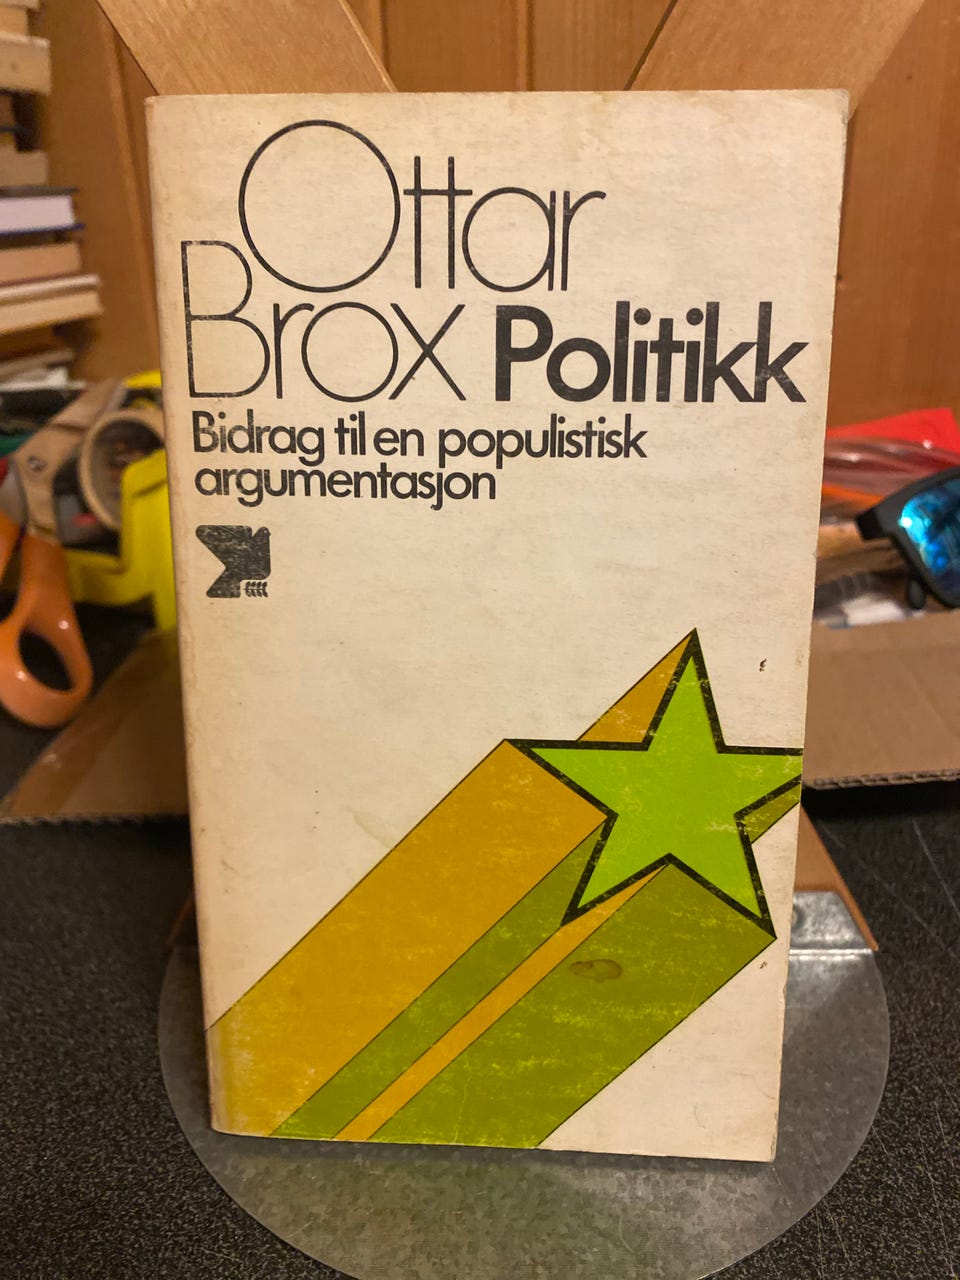 Ottar
Brox Politikk
Bidrag til en populistisk
argumentasjon